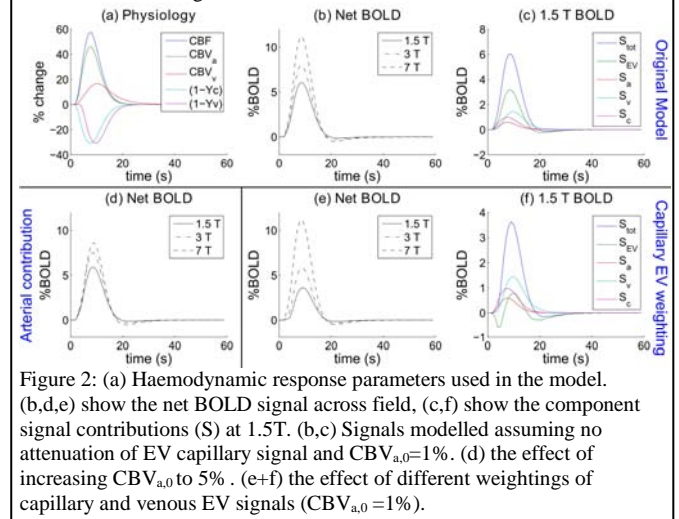 (a) Physiology
60
40
20
0
−20
−40
% change
0 20 40 60
time (s)
CBF
CBVₐ
CBVᵥ
(1−Yc)
(1−Yv)
(b) Net BOLD
10
5
0
%BOLD
0 20 40 60
time (s)
1.5 T
3 T
7 T
(c) 1.5 T BOLD
8
6
4
2
0
−2
%BOLD
0 20 40 60
time (s)
Sₜₒₜ
S_EV
Sₐ
Sᵥ
S_c
Original Model
Arterial contribution
(d) Net BOLD
10
5
0
%BOLD
0 20 40 60
time (s)
1.5 T
3 T
7 T
(e) Net BOLD
10
5
0
%BOLD
0 20 40 60
time (s)
1.5 T
3 T
7 T
(f) 1.5 T BOLD
4
3
2
1
0
−1
%BOLD
0 20 40 60
time (s)
Sₜₒₜ
S_EV
Sₐ
Sᵥ
S_c
Capillary EV weighting
Figure 2: (a) Haemodynamic response parameters used in the model.
(b,d,e) show the net BOLD signal across field, (c,f) show the component
signal contributions (S) at 1.5T. (b,c) Signals modelled assuming no
attenuation of EV capillary signal and CBVₐ,₀=1%. (d) the effect of
increasing CBVₐ,₀ to 5% . (e+f) the effect of different weightings of
capillary and venous EV signals (CBVₐ,₀ =1%).